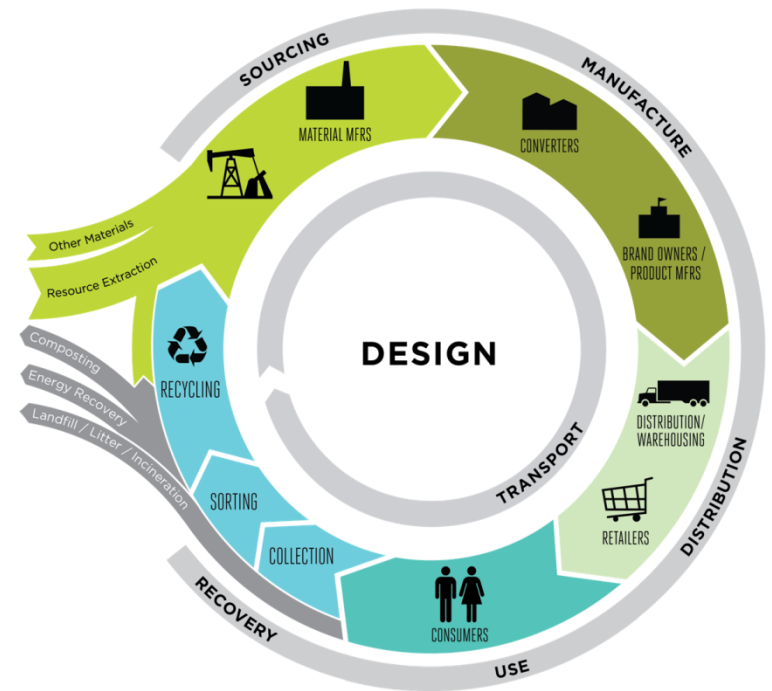 SOURCING
MANUFACTURE
MATERIAL MFRS
CONVERTERS
BRAND OWNERS /
PRODUCT MFRS
Other Materials
Resource Extraction
Composting
Energy Recovery
Landfill / Litter / Incineration
RECYCLING
DESIGN
DISTRIBUTION/
WAREHOUSING
TRANSPORT
DISTRIBUTION
SORTING
RETAILERS
COLLECTION
RECOVERY
CONSUMERS
USE